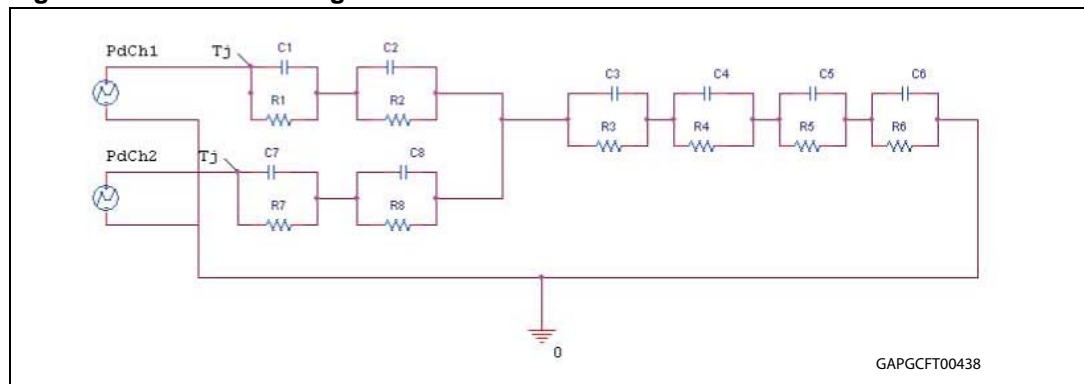 PdCh1 Tj C1 C2
R1 R2
C3 C4 C5 C6
R3 R4 R5 R6
PdCh2 Tj C7 C8
R7 R8
0
GAPGCFT00438